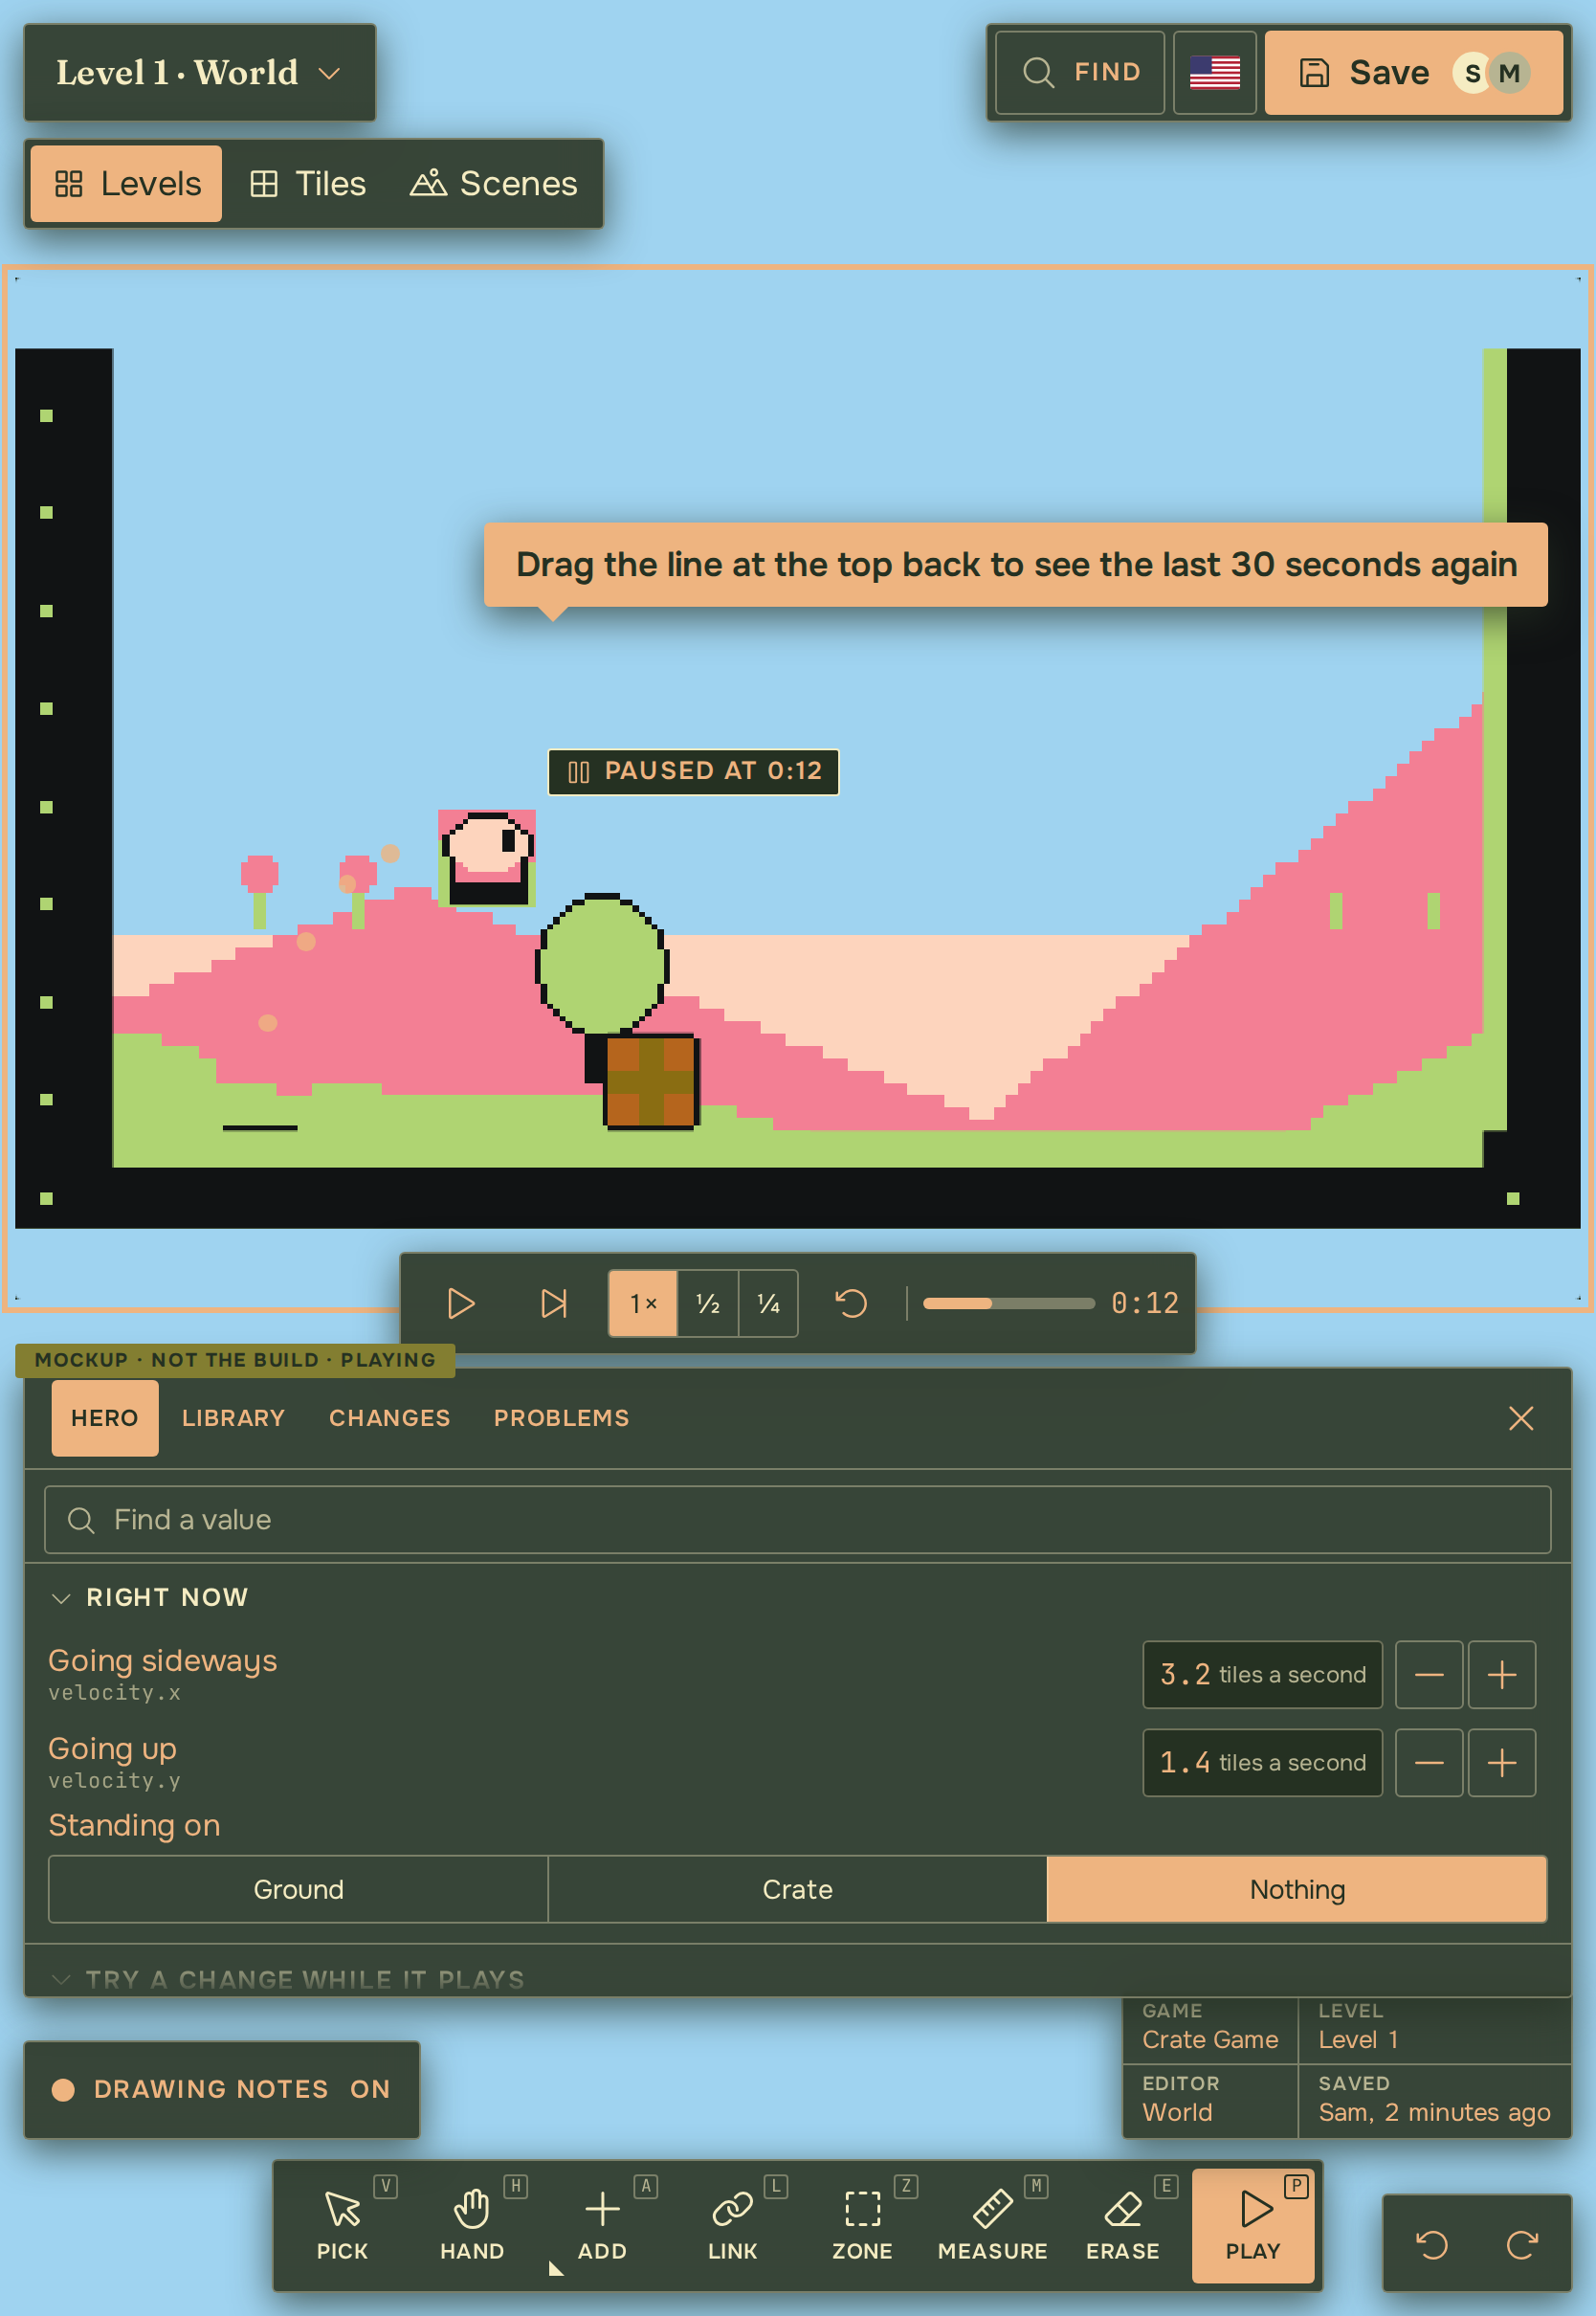 Level 1 · World
FIND
Save S M
Levels Tiles Scenes
Drag the line at the top back to see the last 30 seconds again
PAUSED AT 0:12
1× ½ ¼ 0:12
MOCKUP · NOT THE BUILD · PLAYING
HERO LIBRARY CHANGES PROBLEMS
Find a value
RIGHT NOW
Going sideways
velocity.x
3.2 tiles a second
Going up
velocity.y
1.4 tiles a second
Standing on
Ground Crate Nothing
TRY A CHANGE WHILE IT PLAYS
GAME LEVEL
Crate Game Level 1
EDITOR SAVED
World Sam, 2 minutes ago
DRAWING NOTES ON
V H A L Z M E P
PICK HAND ADD LINK ZONE MEASURE ERASE PLAY